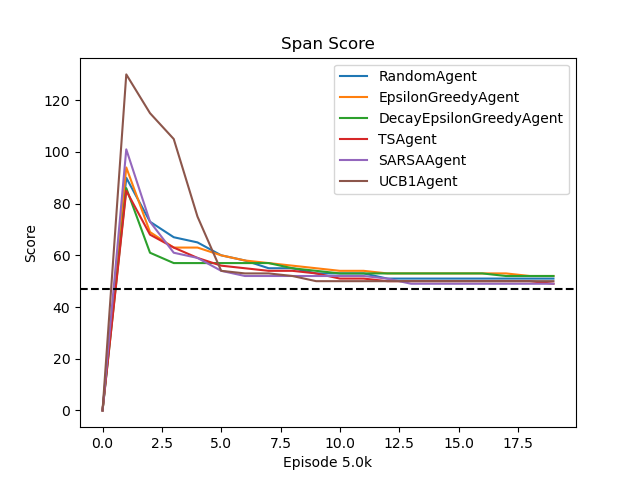 Span Score
RandomAgent
EpsilonGreedyAgent
DecayEpsilonGreedyAgent
TSAgent
SARSAAgent
UCB1Agent
120
100
80
60
40
20
0
Score
0.0 2.5 5.0 7.5 10.0 12.5 15.0 17.5
Episode 5.0k